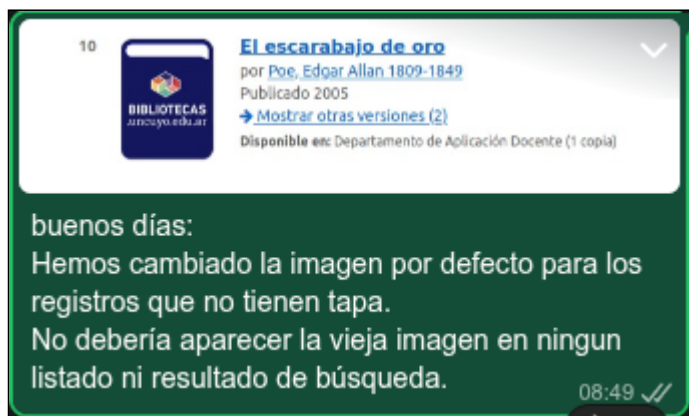 10
BIBLIOTECAS
.uncuyo.edu.ar
El escarabajo de oro
por Poe, Edgar Allan 1809-1849
Publicado 2005
➔ Mostrar otras versiones (2)
Disponible en: Departamento de Aplicación Docente (1 copia)
buenos días:
Hemos cambiado la imagen por defecto para los
registros que no tienen tapa.
No debería aparecer la vieja imagen en ningun
listado ni resultado de búsqueda.
08:49